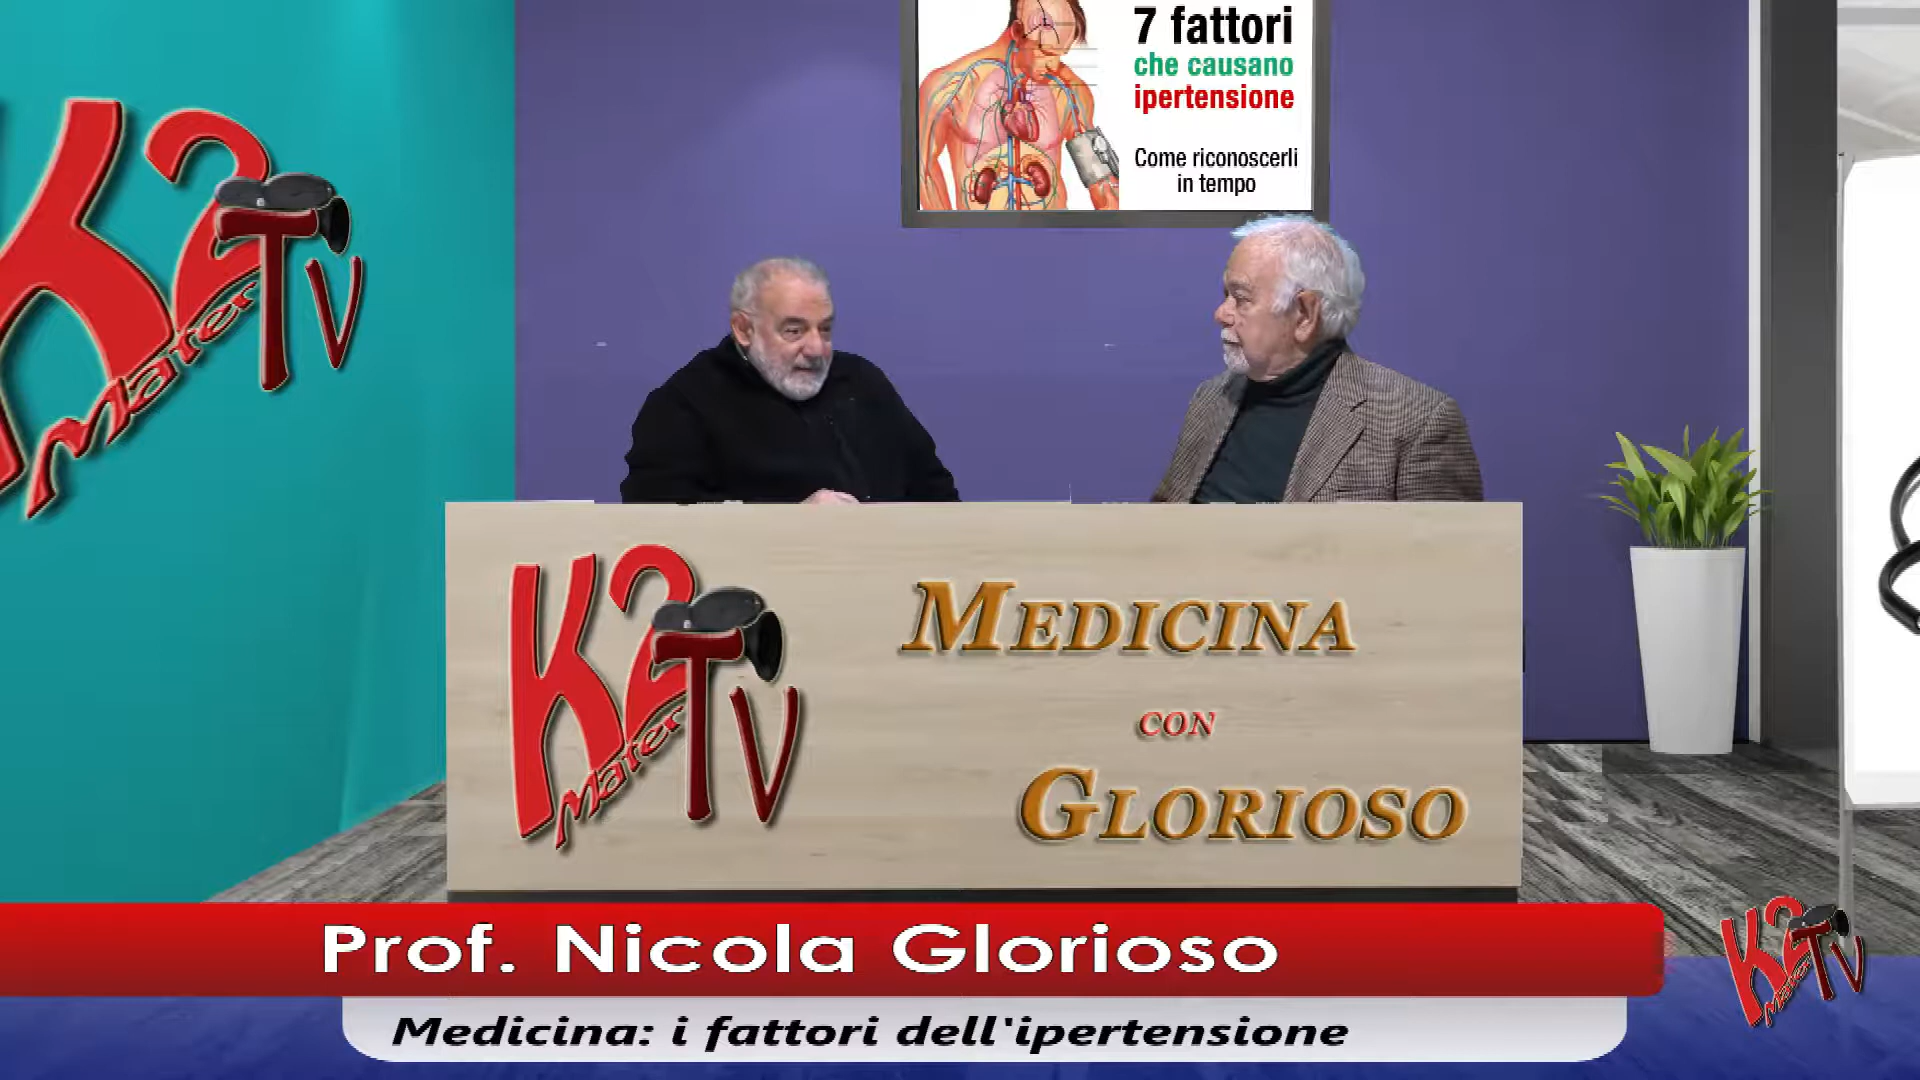 7 fattori
che causano
ipertensione
Come riconoscerli
in tempo
K2
Mater
TV
K2
Mater
TV
MEDICINA
CON
GLORIOSO
Prof. Nicola Glorioso
Medicina: i fattori dell'ipertensione
K2
Mater
TV